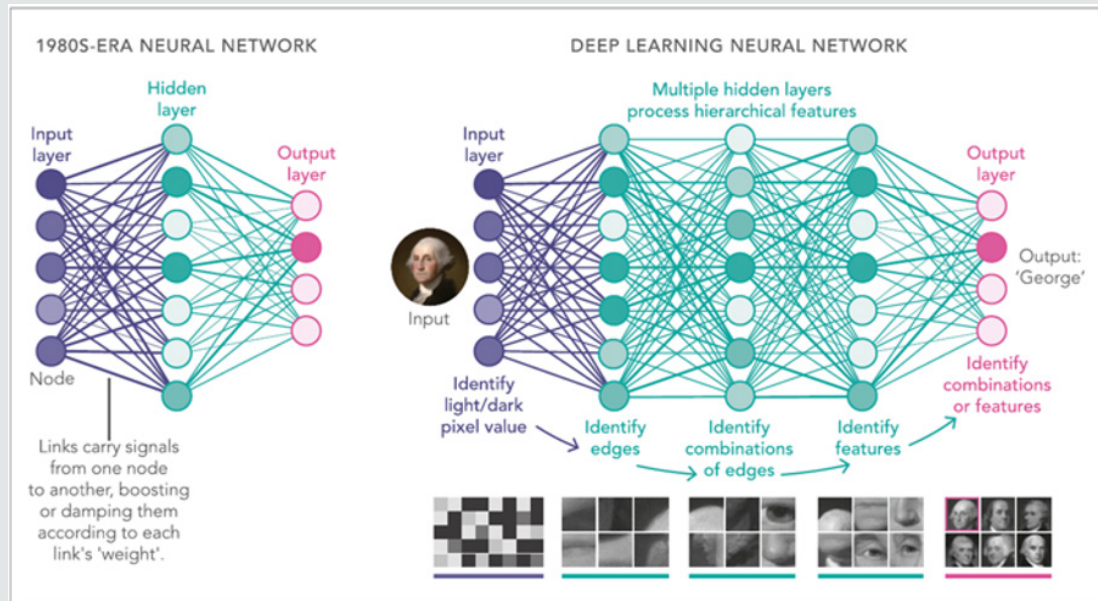 1980S-ERA NEURAL NETWORK
Hidden
layer
Input
layer
Output
layer
Node
Links carry signals
from one node
to another, boosting
or damping them
according to each
link's 'weight'.
DEEP LEARNING NEURAL NETWORK
Multiple hidden layers
process hierarchical features
Input
layer
Output
layer
Input
Output:
'George'
Identify
light/dark
pixel value
Identify
edges
Identify
combinations
of edges
Identify
features
Identify
combinations
or features